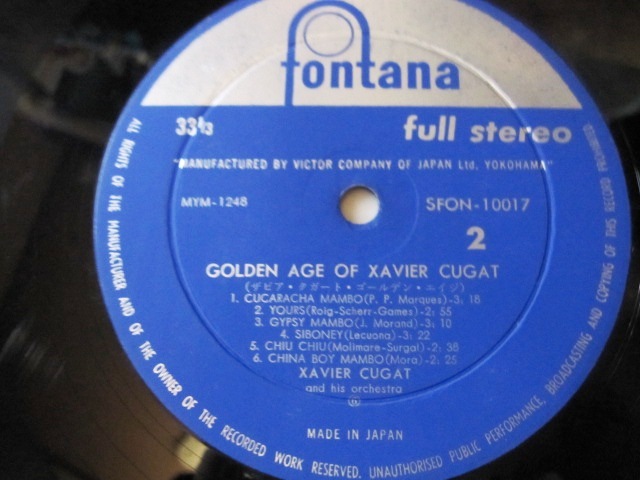 fontana
33⅓
full stereo
"MANUFACTURED BY VICTOR COMPANY OF JAPAN Ltd. YOKOHAMA"
MYM-1248
SFON-10017
2
GOLDEN AGE OF XAVIER CUGAT
(ザビア・クガート・ゴールデン・エイジ)
1. CUCARACHA MAMBO(P. P. Marques)-3: 18
2. YOURS(Roig-Scherr-Games)-2: 55
3. GYPSY MAMBO(J. Morand)-3: 10
4. SIBONEY(Lecuona)-3: 22
5. CHIU CHIU(Molimare-Surgal)-2: 38
6. CHINA BOY MAMBO(Mora)-2: 25
XAVIER CUGAT
and his orchestra
MADE IN JAPAN
ALL RIGHTS OF THE MANUFACTURER AND OF THE OWNER OF THE RECORDED WORK RESERVED. UNAUTHORISED PUBLIC PERFORMANCE, BROADCASTING AND COPYING OF THIS RECORD PROHIBITED